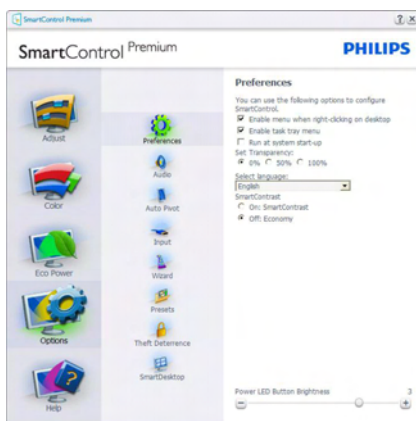 SmartControl Premium
SmartControl Premium
PHILIPS
Adjust
Color
Eco Power
Options
Help
Preferences
Audio
Auto Pivot
Input
Wizard
Presets
Theft Deterrence
SmartDesktop
Preferences
You can use the following options to configure
SmartControl.
Enable menu when right-clicking on desktop
Enable task tray menu
Run at system start-up
Set Transparency:
0% 50% 100%
Select language:
English
SmartContrast
On: SmartContrast
Off: Economy
Power LED Button Brightness 3